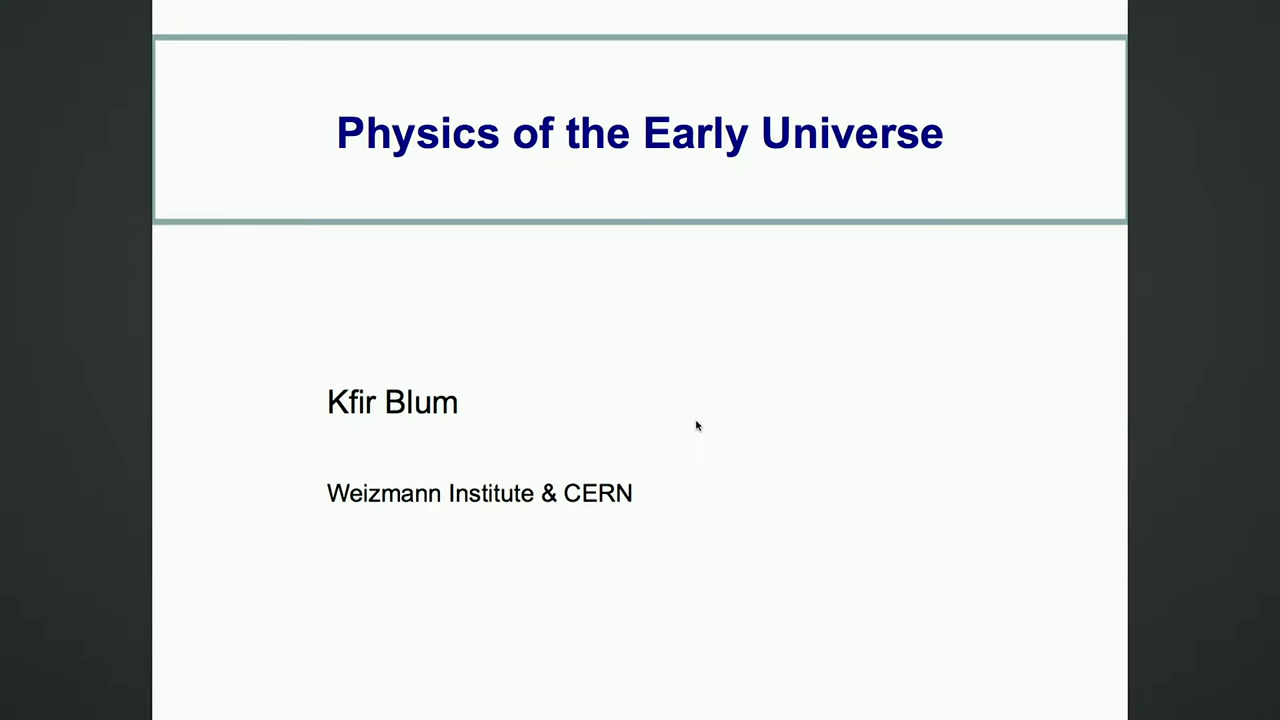 Physics of the Early Universe
Kfir Blum
Weizmann Institute & CERN